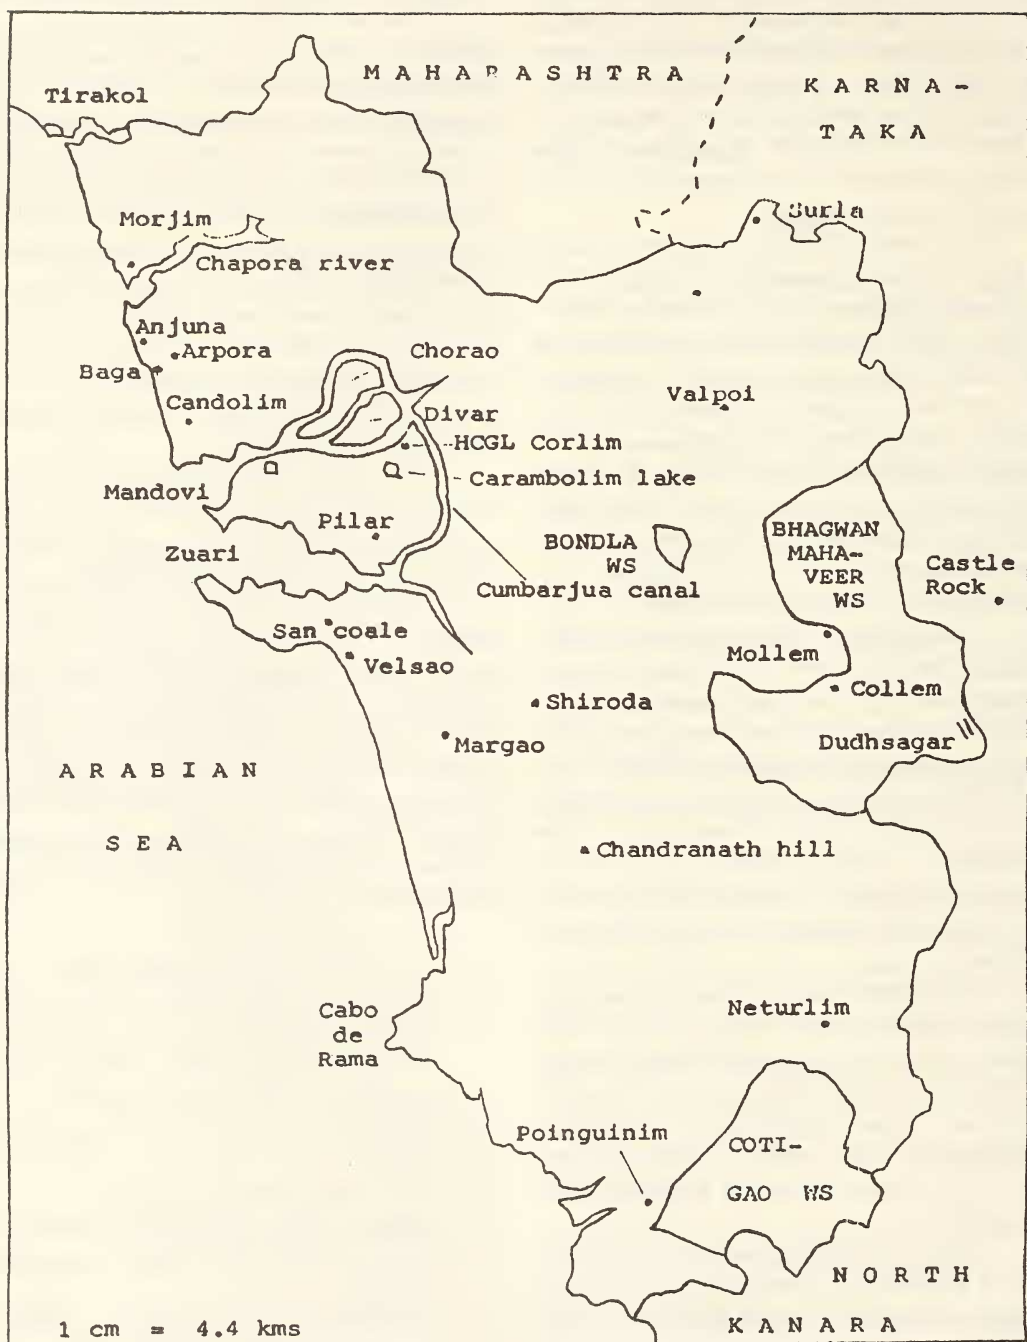 MAHARASHTRA
KARNA-
TAKA
Tirakol
Surla
Morjim
Chapora river
Anjuna
Arpora
Baga
Chorao
Candolim
Divar
Valpoi
HCGL Corlim
Carambolim lake
Mandovi
Pilar
Zuari
BONDLA
WS
BHAGWAN
MAHA-
VEER
WS
Castle
Rock
Cumbarjua canal
San coale
Velsao
Mollem
Collem
Shiroda
Margao
Dudhsagar
ARABIAN
SEA
Chandranath hill
Cabo
de
Rama
Neturlim
Poinguinim
COTI-
GAO WS
NORTH
KANARA
1 cm = 4.4 kms